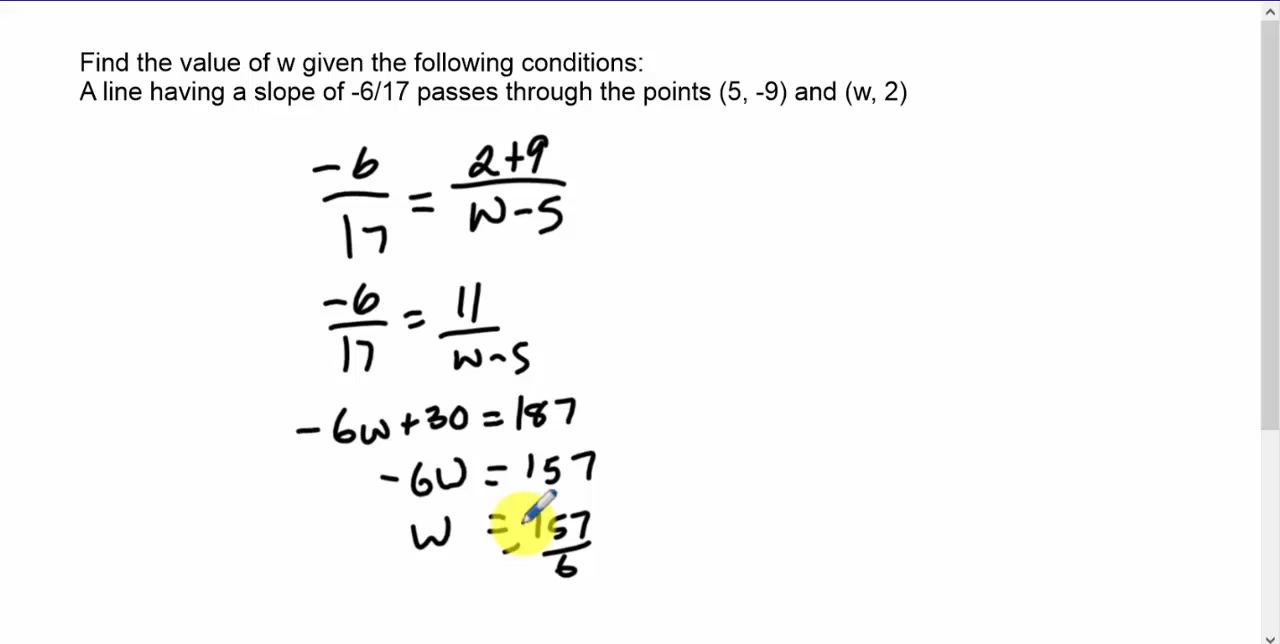 Find the value of w given the following conditions:
A line having a slope of -6/17 passes through the points (5, -9) and (w, 2)
-6/17 = (2+9)/(w-5)
-6/17 = 11/(w-5)
-6w+30=187
-6w = 157
w = 157/6